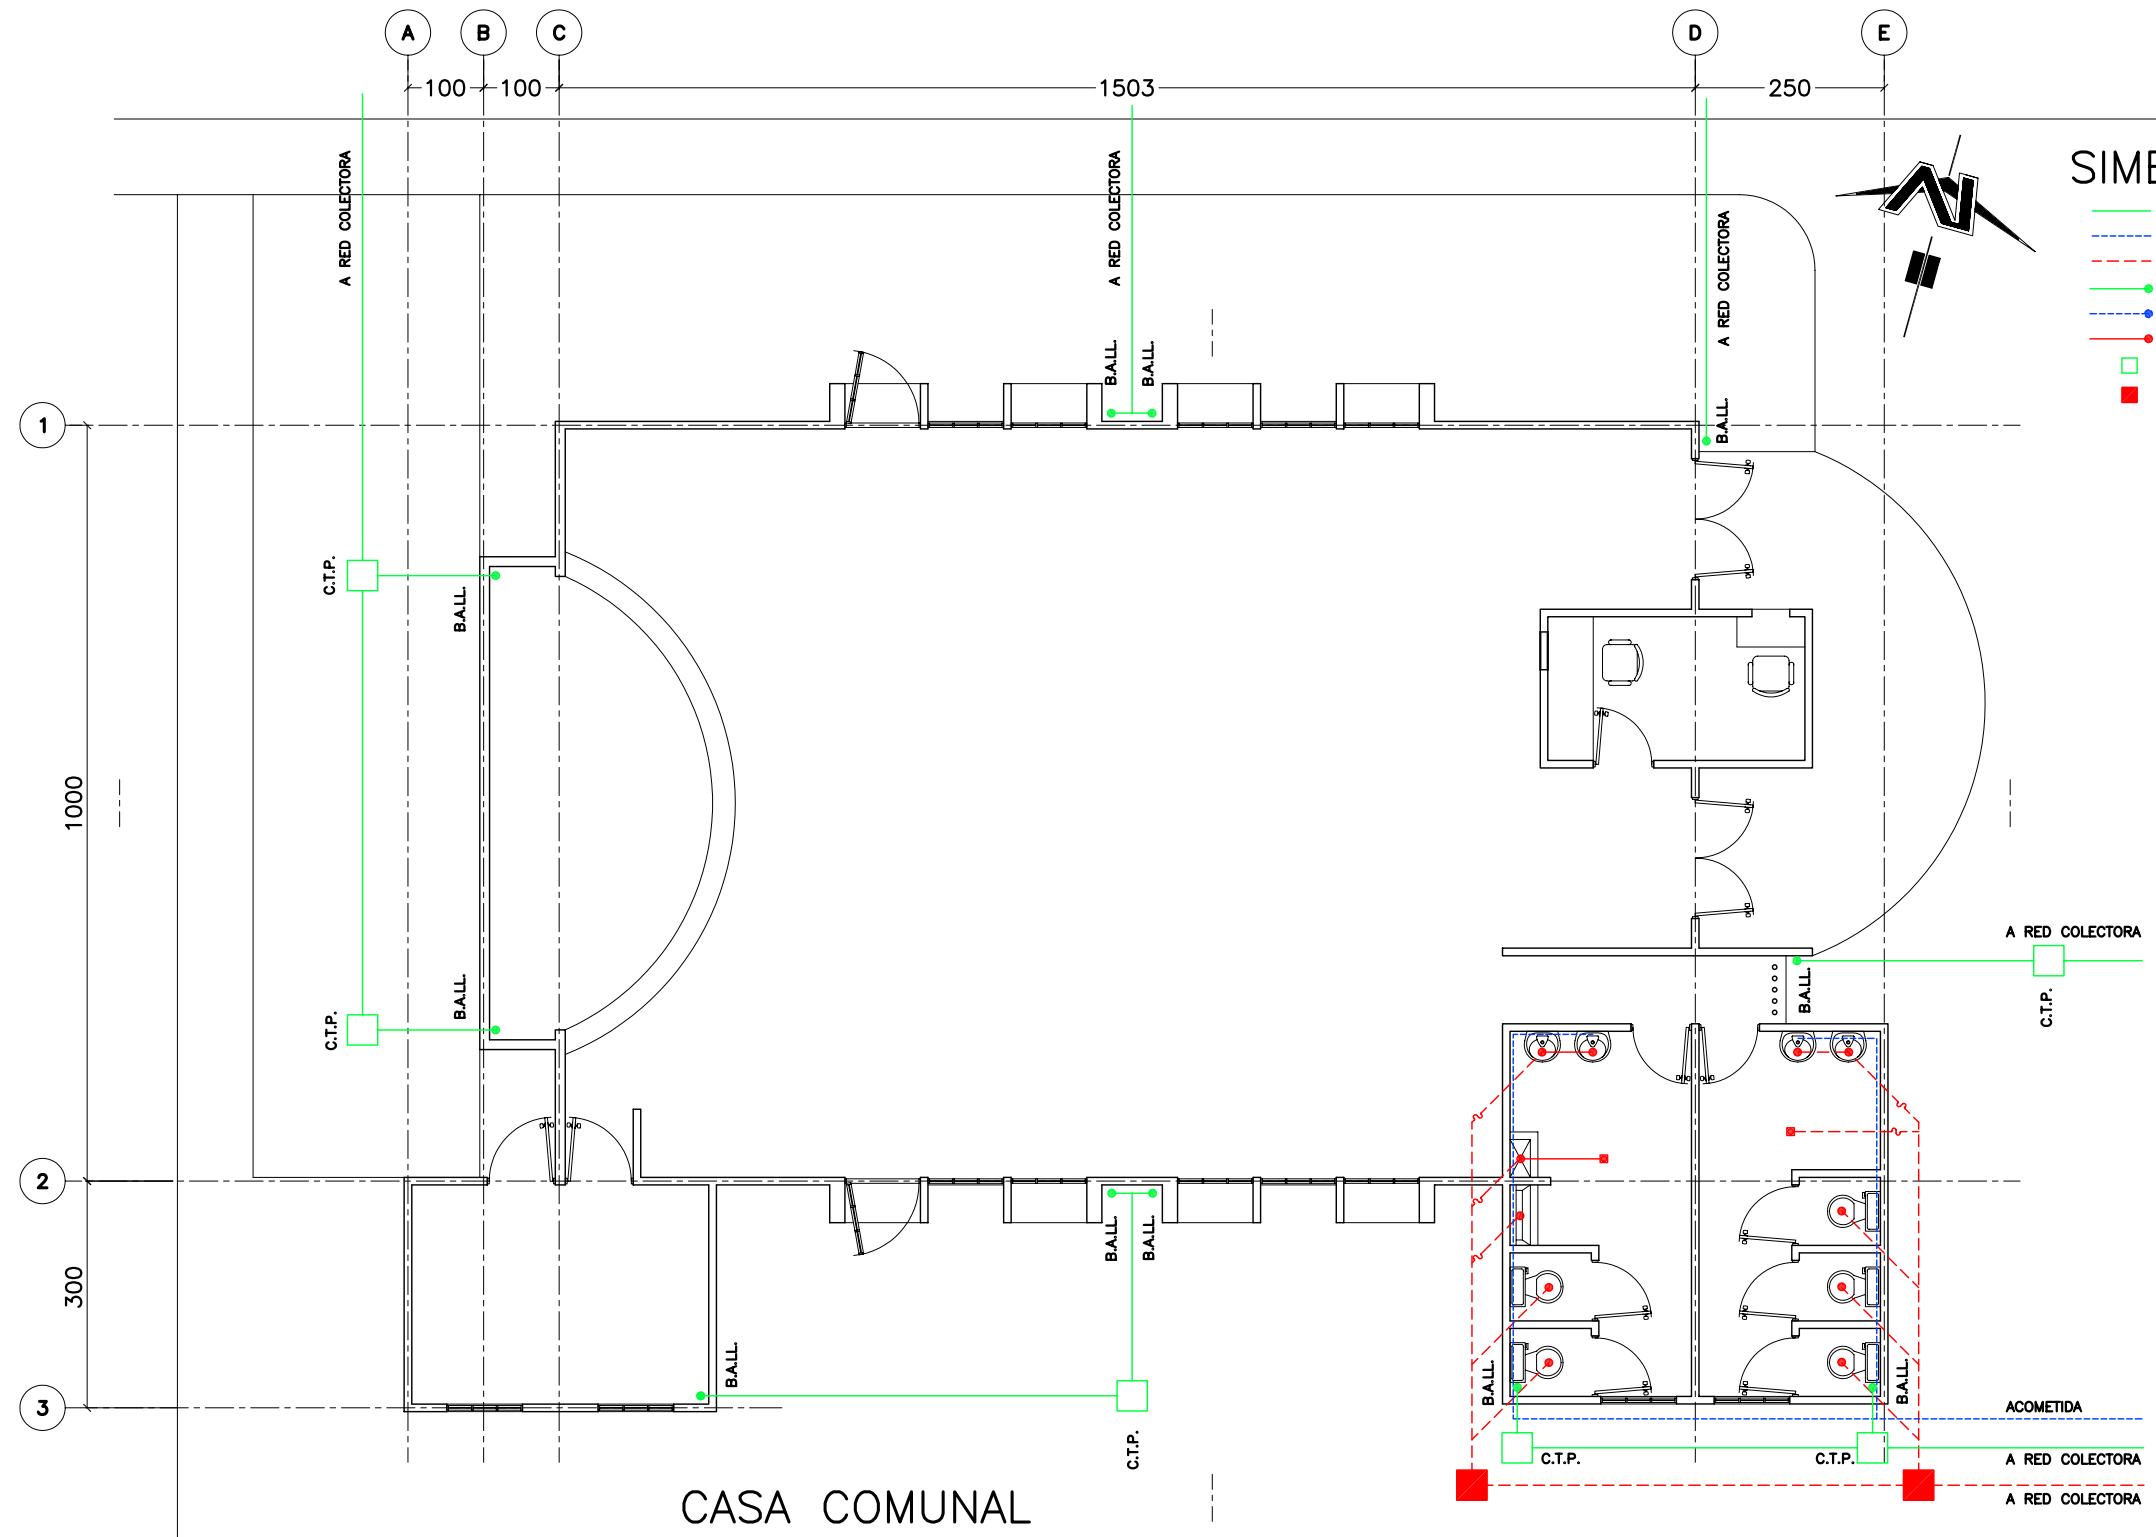 A B C D E
100 100 1503 250
SIMB
A RED COLECTORA
A RED COLECTORA
A RED COLECTORA
B.A.LL.
B.A.LL.
B.A.LL.
1
C.T.P.
B.A.LL.
1000
A RED COLECTORA
B.A.LL.
B.A.LL.
C.T.P.
C.T.P.
2
B.A.LL.
B.A.LL.
300
B.A.LL.
B.A.LL.
B.A.LL.
3
ACOMETIDA
C.T.P.
C.T.P.
C.T.P.
A RED COLECTORA
A RED COLECTORA
CASA COMUNAL